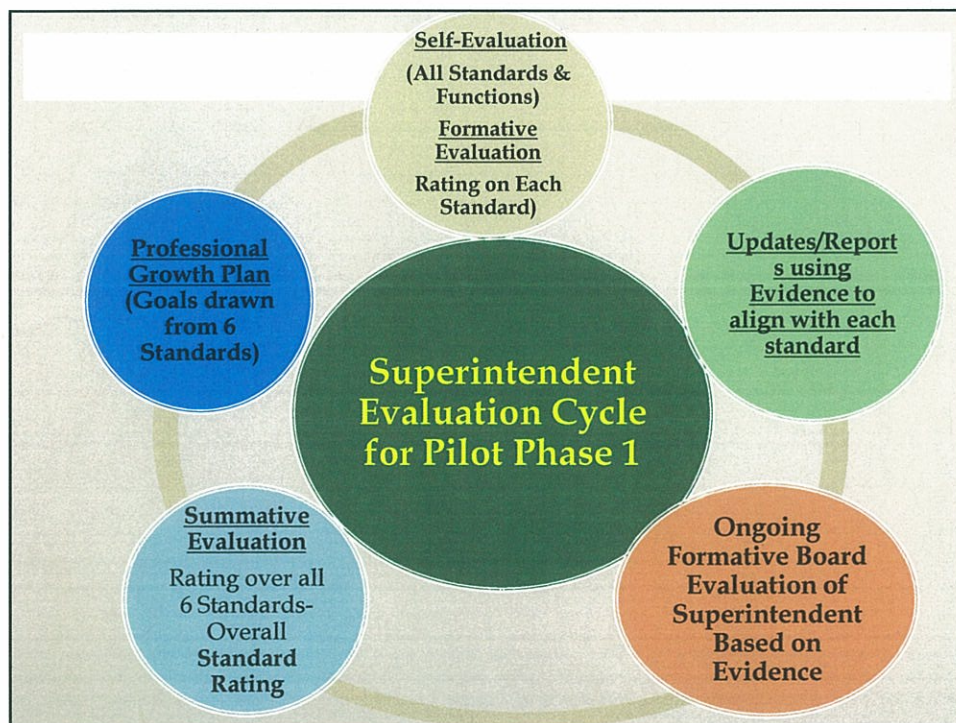 Self-Evaluation
(All Standards &
Functions)
Formative
Evaluation
Rating on Each
Standard)
Updates/Report
s using
Evidence to
align with each
standard
Ongoing
Formative Board
Evaluation of
Superintendent
Based on
Evidence
Summative
Evaluation
Rating over all
6 Standards-
Overall
Standard
Rating
Professional
Growth Plan
(Goals drawn
from 6
Standards)
Superintendent
Evaluation Cycle
for Pilot Phase 1